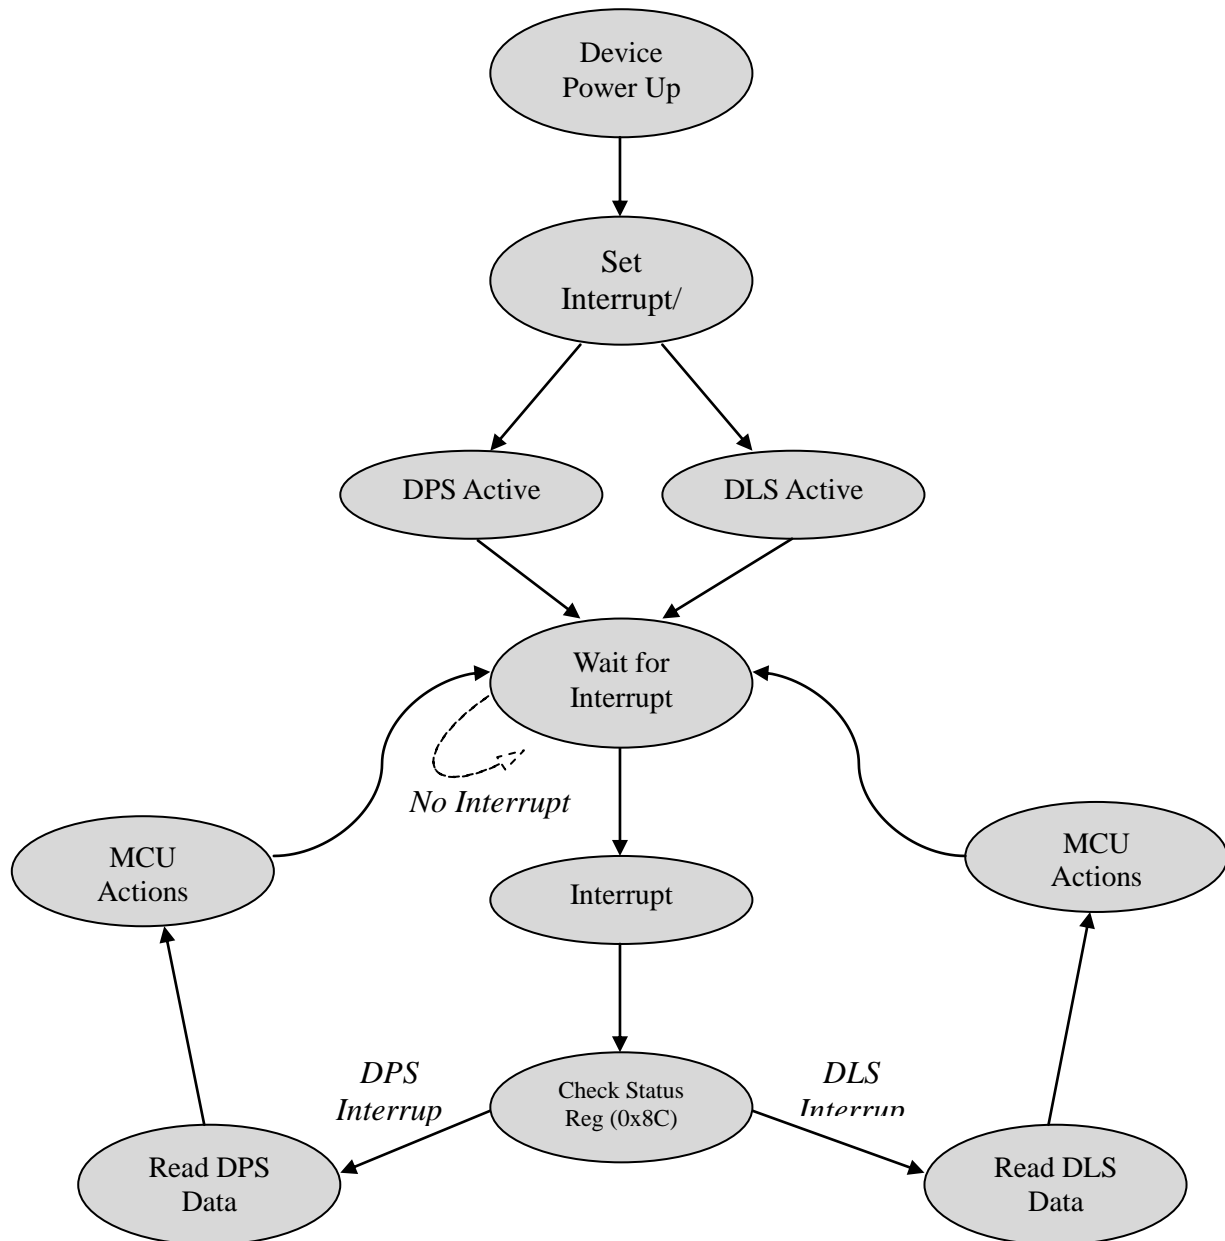 Device
Power Up
Set
Interrupt/
DPS Active
DLS Active
Wait for
Interrupt
No Interrupt
MCU
Actions
MCU
Actions
Interrupt
DPS
Interrup
Check Status
Reg (0x8C)
DLS
Interrup
Read DPS
Data
Read DLS
Data